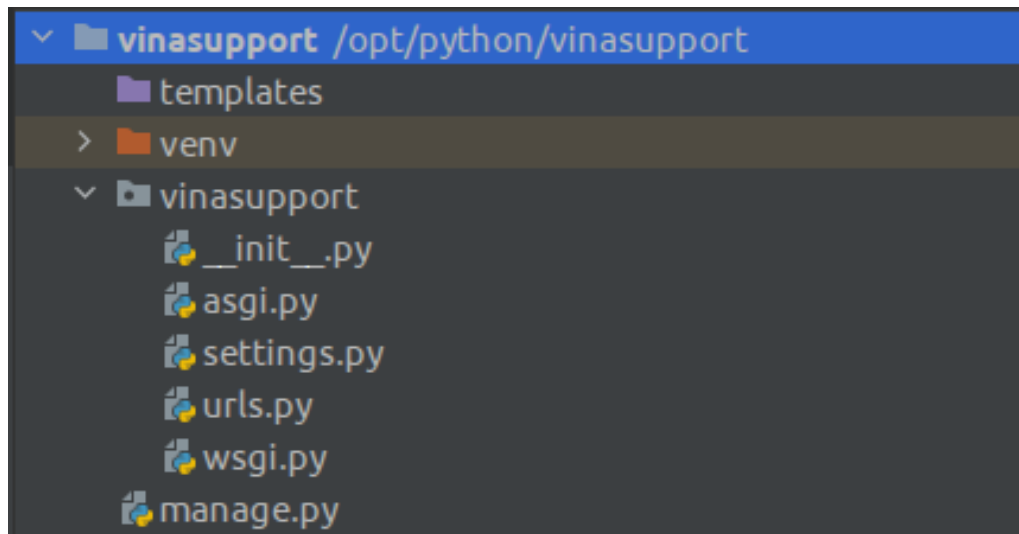 vinasupport /opt/python/vinasupport
templates
venv
vinasupport
__init__.py
asgi.py
settings.py
urls.py
wsgi.py
manage.py